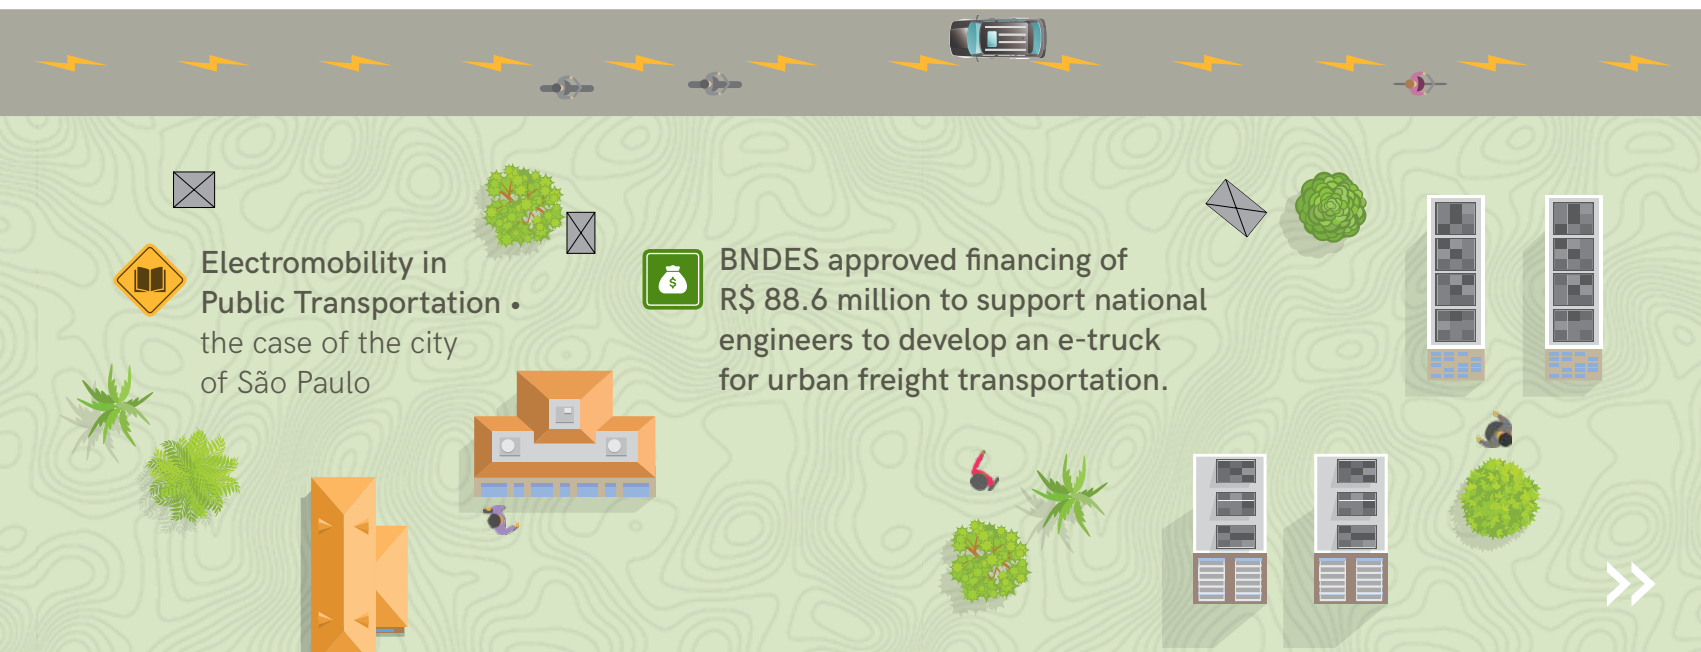 Electromobility in
Public Transportation •
the case of the city
of São Paulo
BNDES approved financing of
R$ 88.6 million to support national
engineers to develop an e-truck
for urban freight transportation.